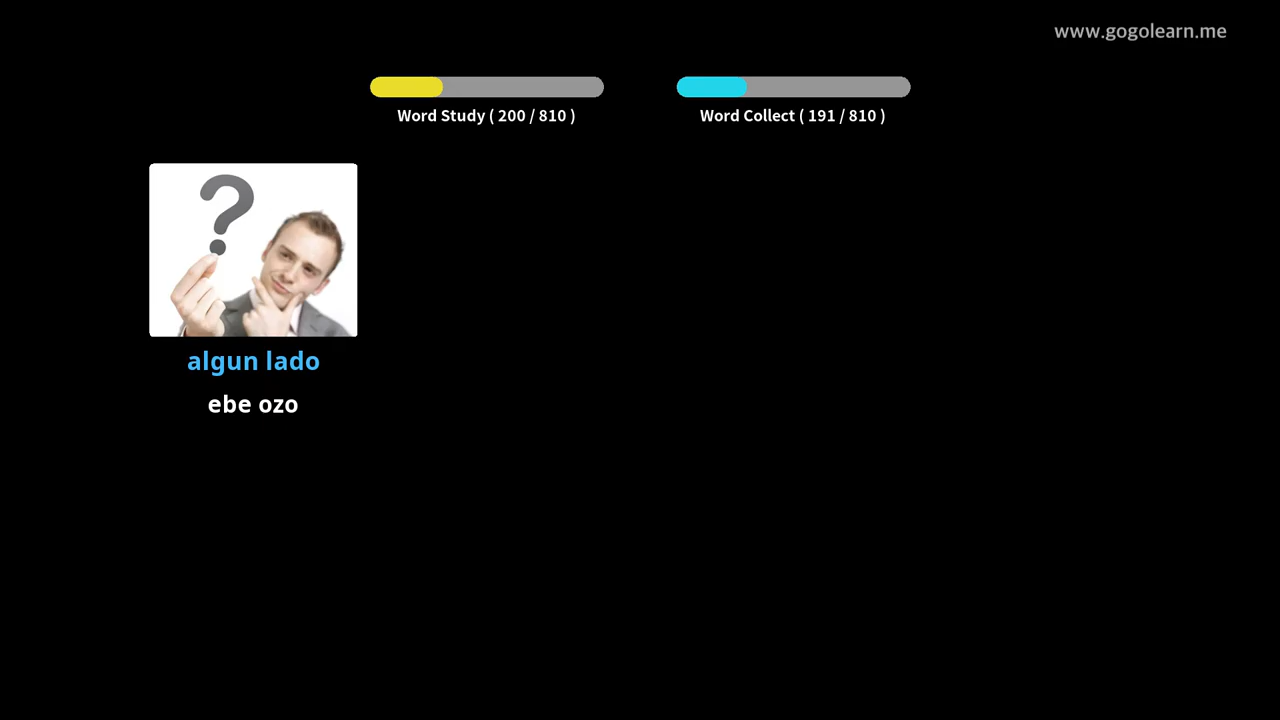 www.gogolearn.me
Word Study ( 200 / 810 )
Word Collect ( 191 / 810 )
?
algun lado
ebe ozo